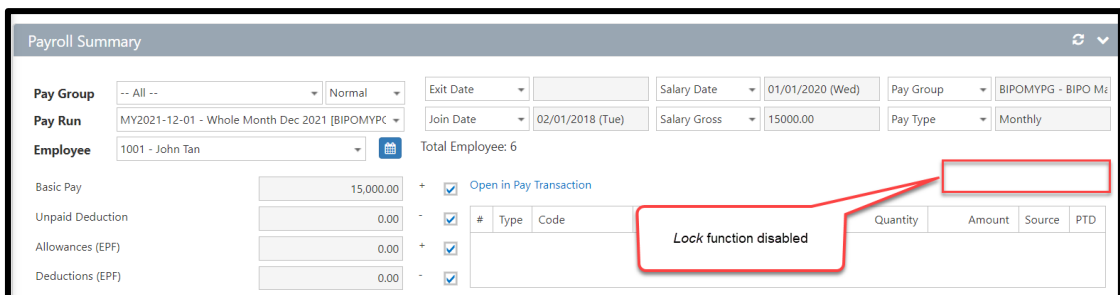 Payroll Summary
Pay Group -- All -- Normal Exit Date Salary Date 01/01/2020 (Wed) Pay Group BIPOMYPG - BIPO Ma
Pay Run MY2021-12-01 - Whole Month Dec 2021 [BIPOMYPG Join Date 02/01/2018 (Tue) Salary Gross 15000.00 Pay Type Monthly
Employee 1001 - John Tan Total Employee: 6
Basic Pay 15,000.00 + Open in Pay Transaction
Unpaid Deduction 0.00 - # Type Code Quantity Amount Source PTD
Lock function disabled
Allowances (EPF) 0.00 +
Deductions (EPF) 0.00 -